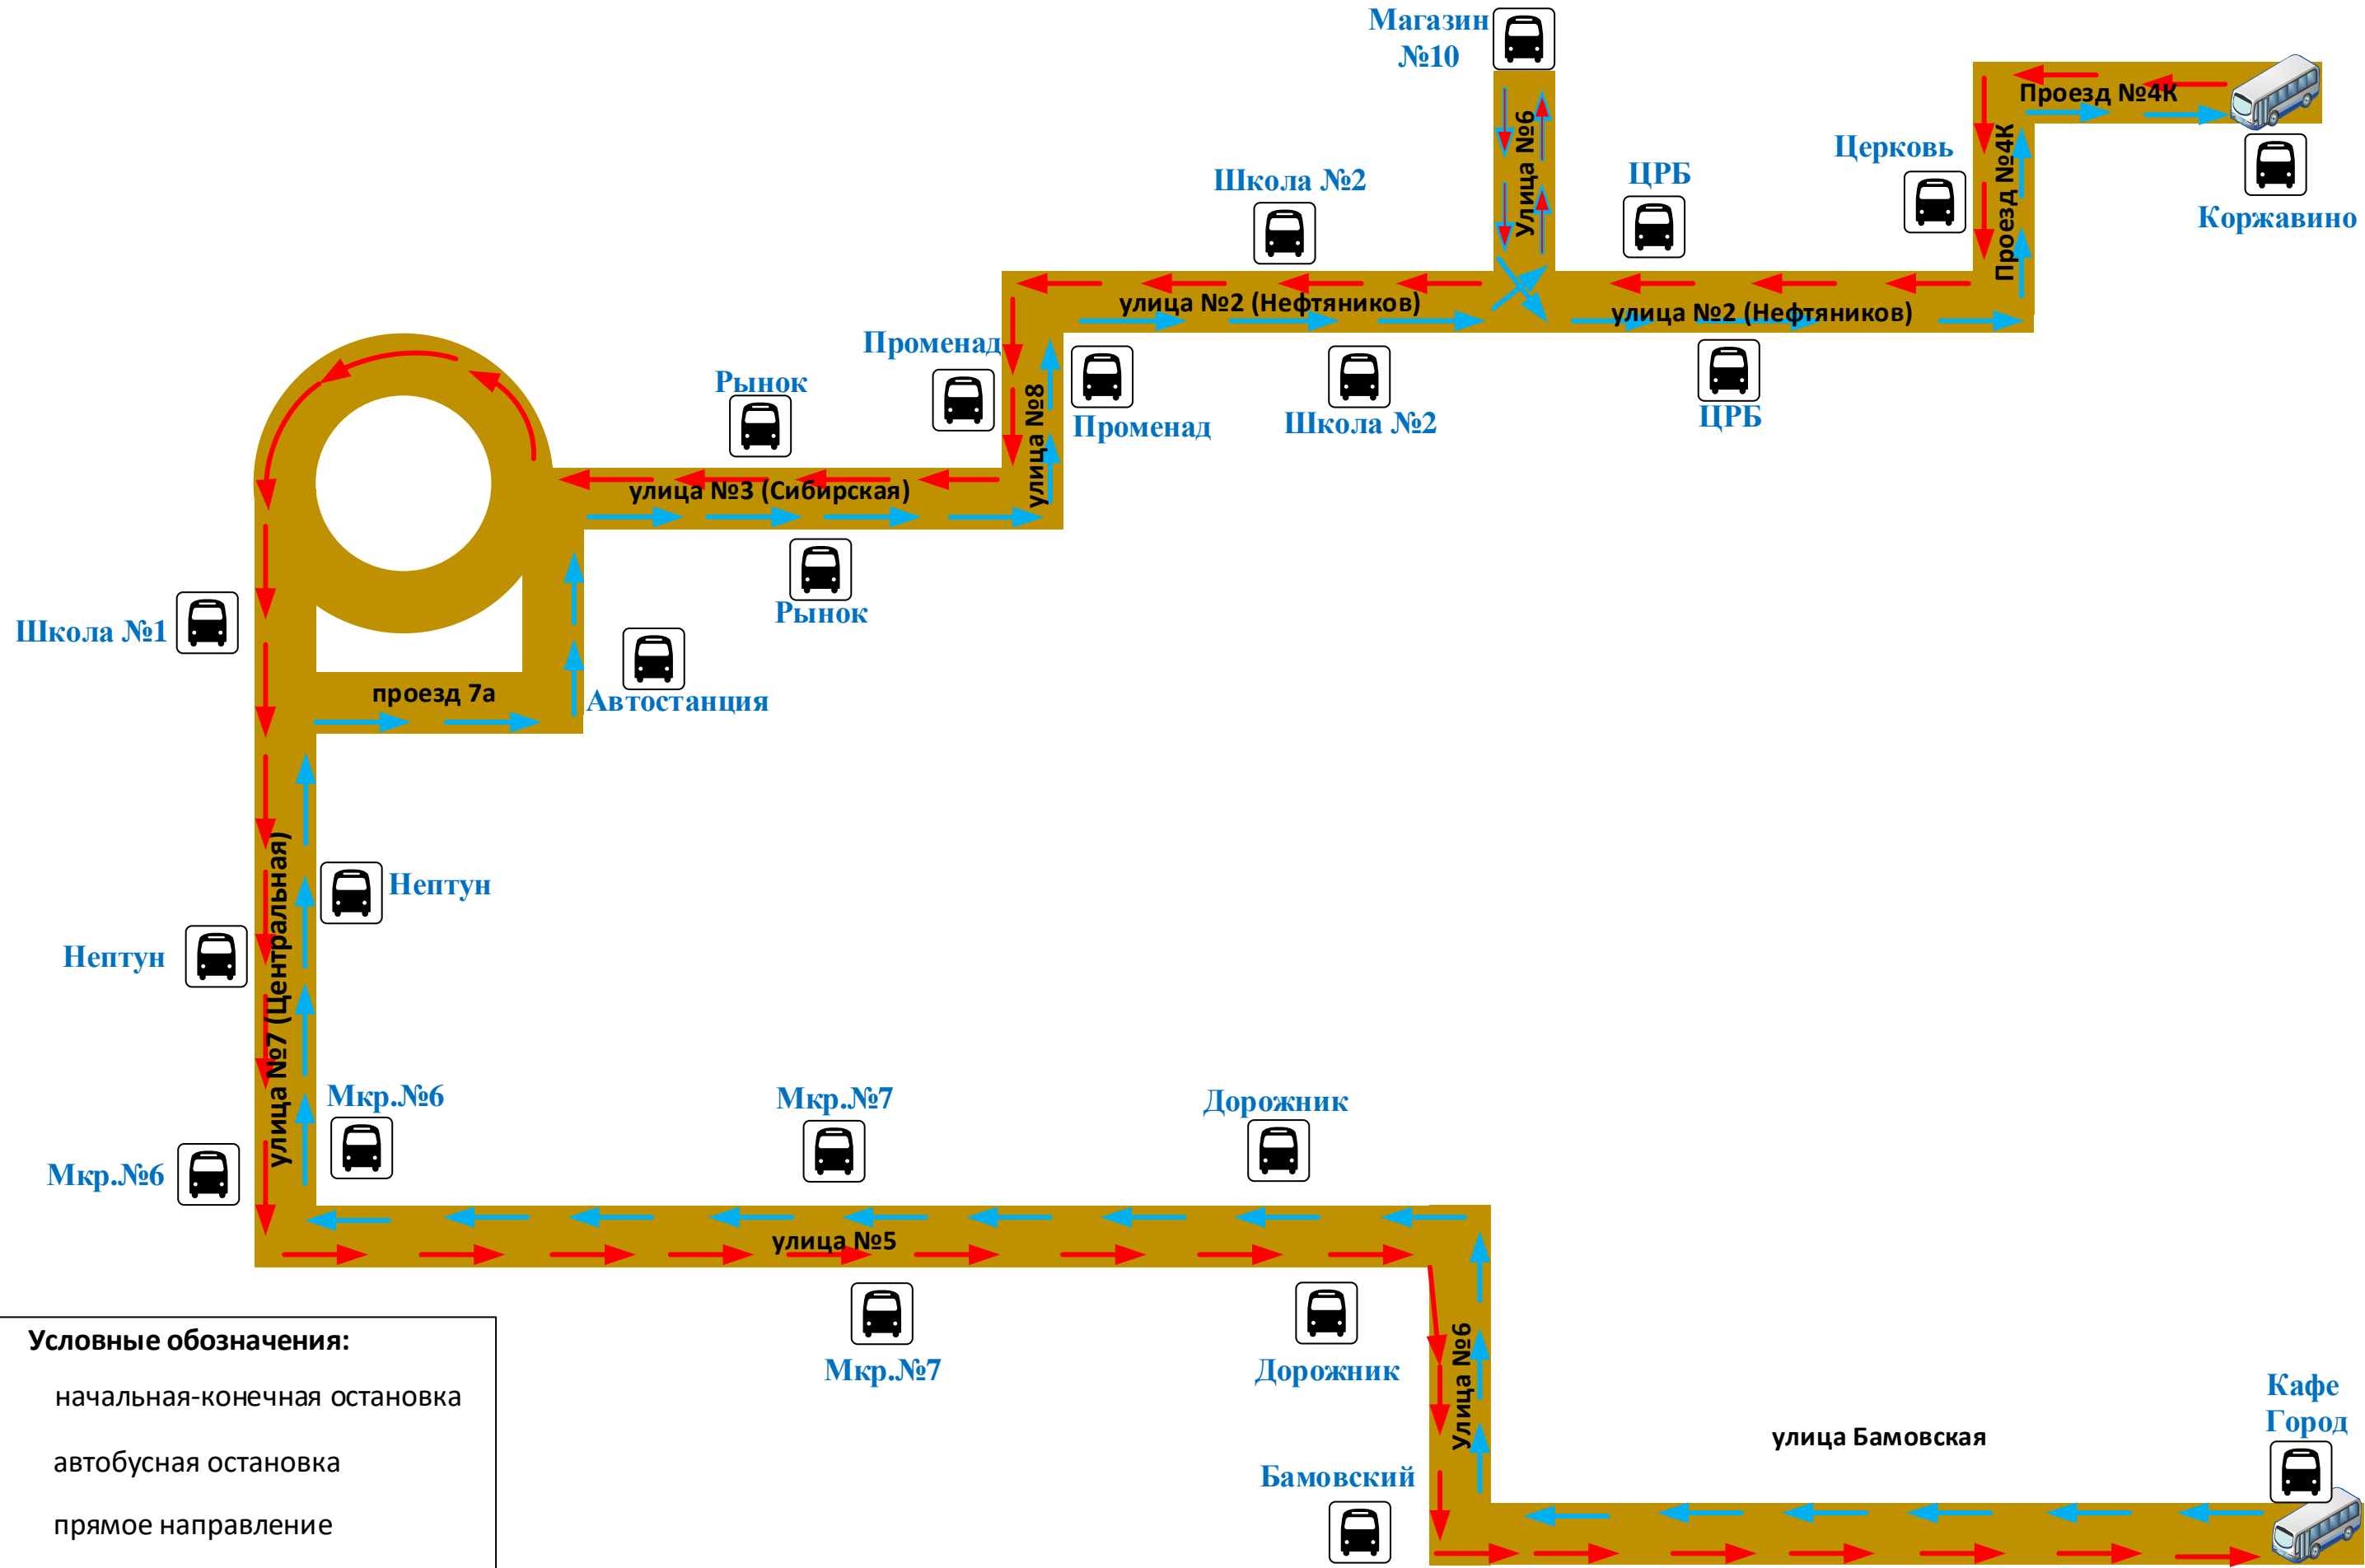 Магазин
№10
Проезд №4К
Церковь
Проезд №4К
Улица №6
ЦРБ
Школа №2
Коржавино
улица №2 (Нефтяников)
улица №2 (Нефтяников)
Променад
Рынок
улица №8
Променад
Школа №2
ЦРБ
улица №3 (Сибирская)
Рынок
Школа №1
проезд 7а
Автостанция
Нептун
Нептун
улица №7 (Центральная)
Мкр.№6
Мкр.№7
Дорожник
Мкр.№6
улица №5
Мкр.№7
Дорожник
Улица №6
Кафе
Город
улица Бамовская
Бамовский
Условные обозначения:
начальная-конечная остановка
автобусная остановка
прямое направление